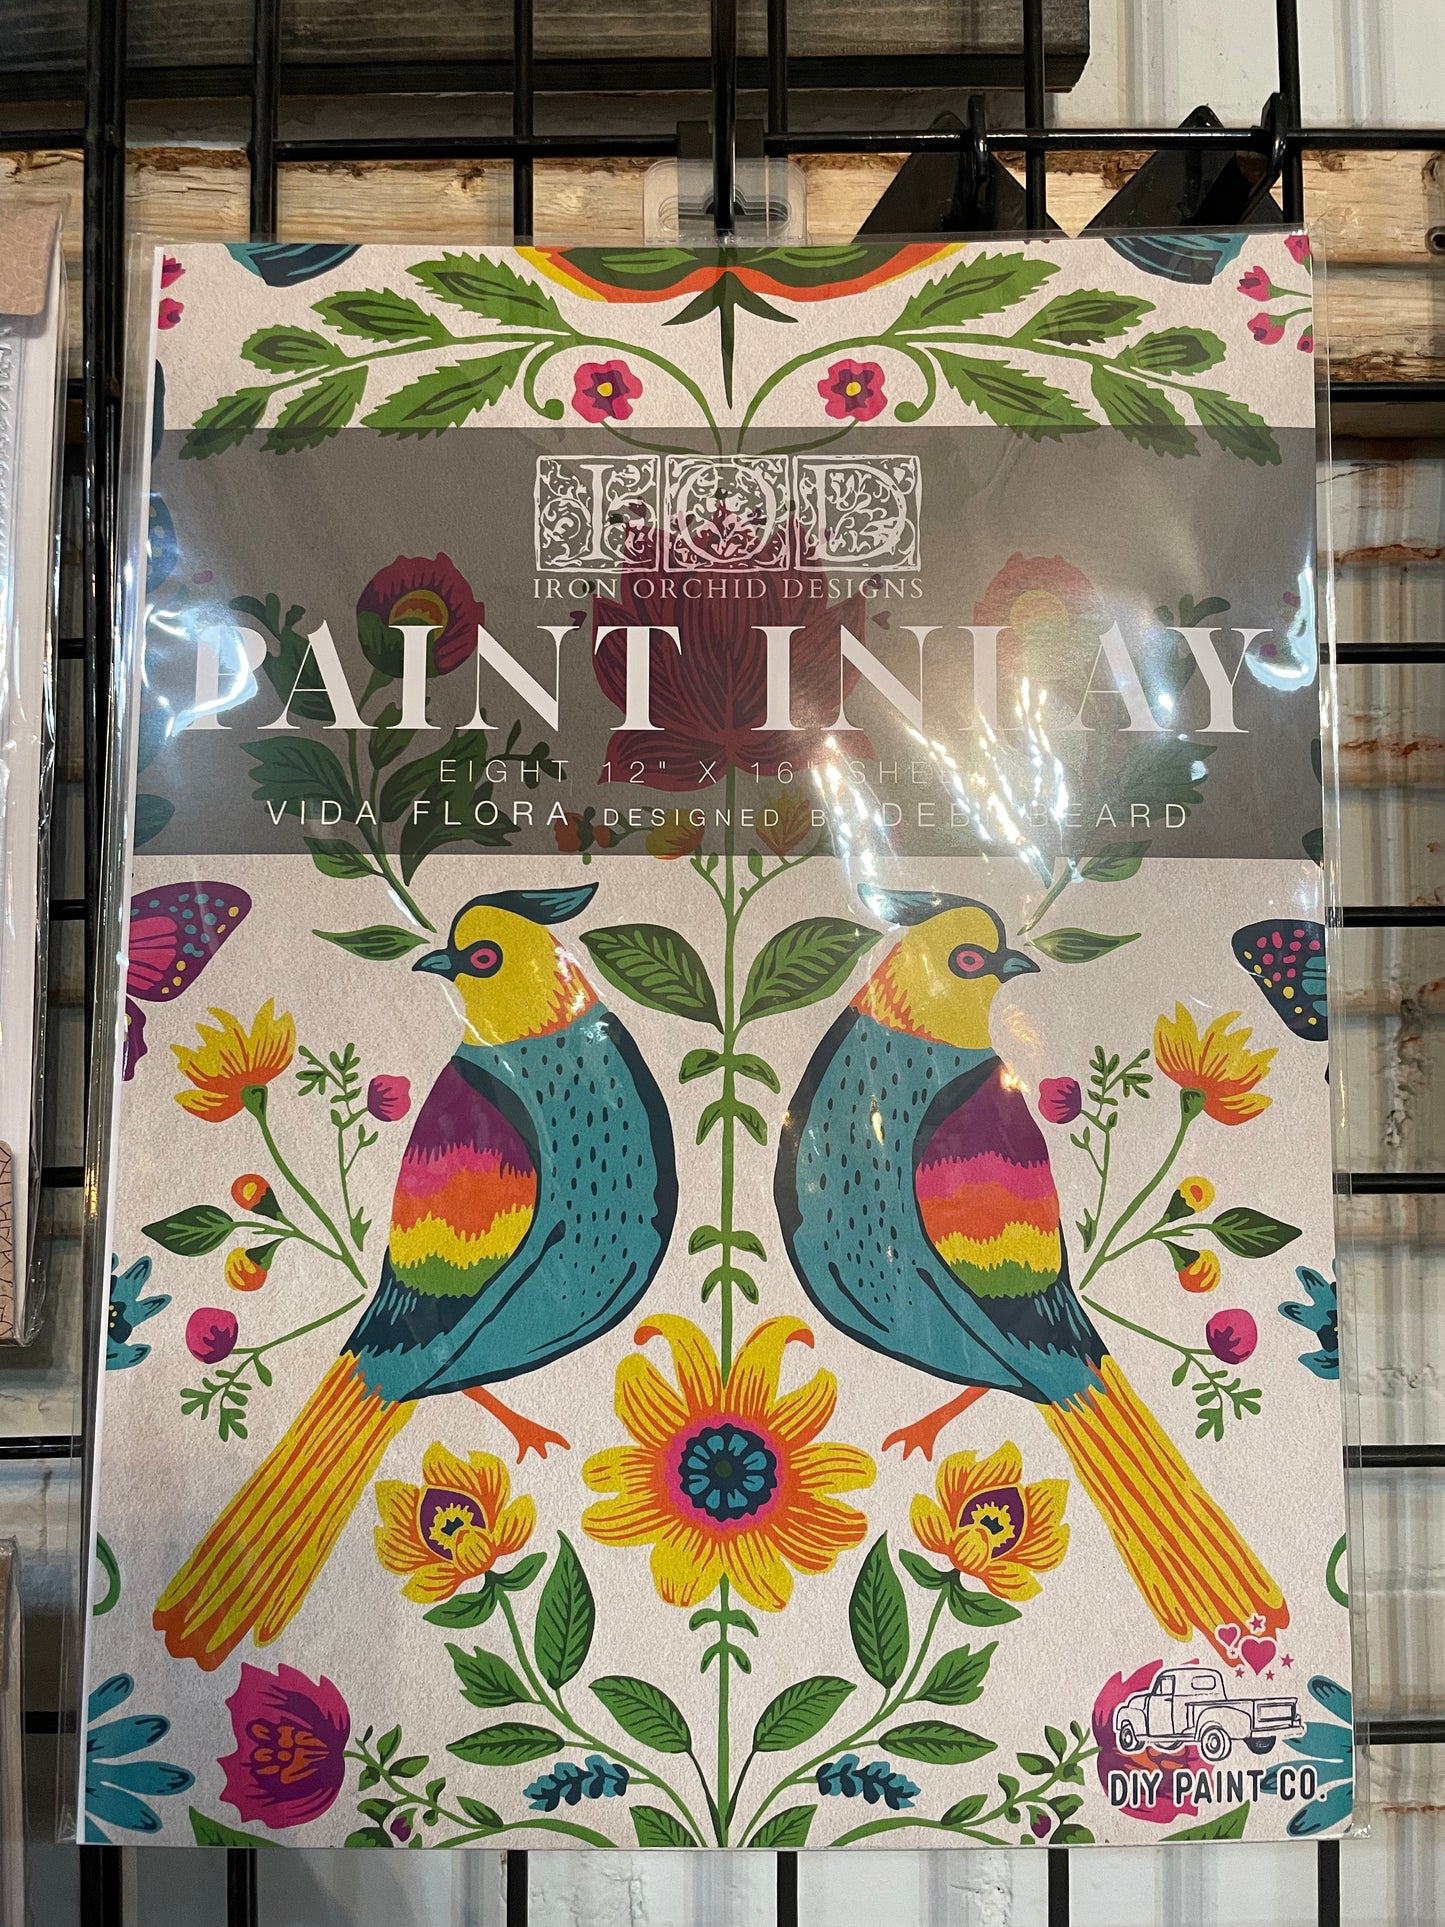 IOD
IRON ORCHID DESIGNS
PAINT INLAY
EIGHT 12" X 16" SHEETS
VIDA FLORA DESIGNED BY DEBI BEARD
DIY PAINT CO.